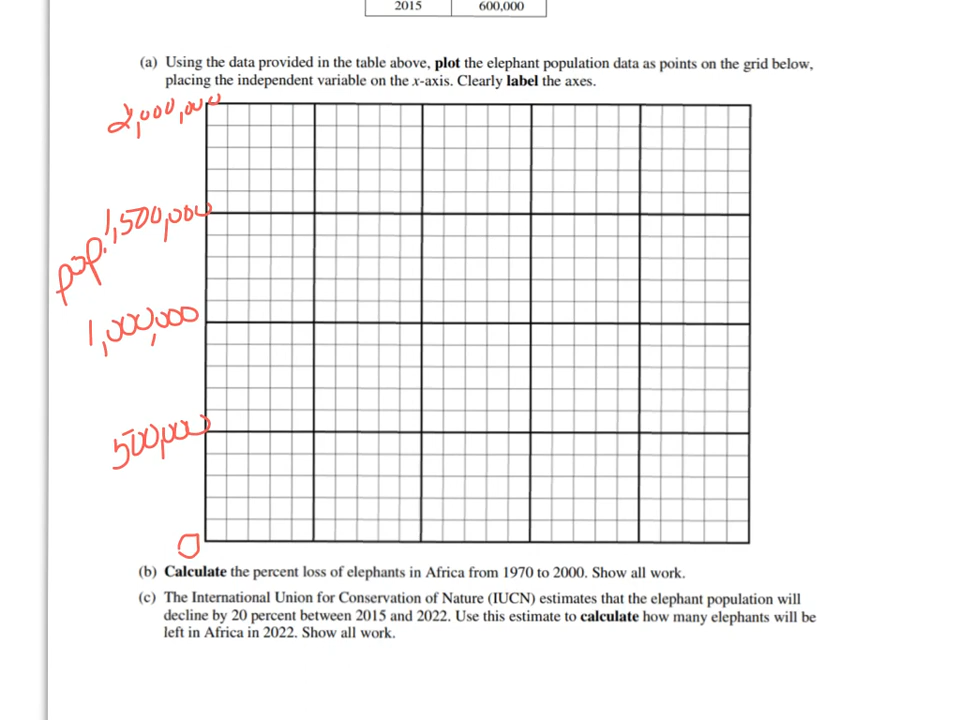 2015 600,000
(a) Using the data provided in the table above, plot the elephant population data as points on the grid below,
placing the independent variable on the x-axis. Clearly label the axes.
2,000,000
1,500,000
pop.
1,000,000
500,000
0
(b) Calculate the percent loss of elephants in Africa from 1970 to 2000. Show all work.
(c) The International Union for Conservation of Nature (IUCN) estimates that the elephant population will
decline by 20 percent between 2015 and 2022. Use this estimate to calculate how many elephants will be
left in Africa in 2022. Show all work.